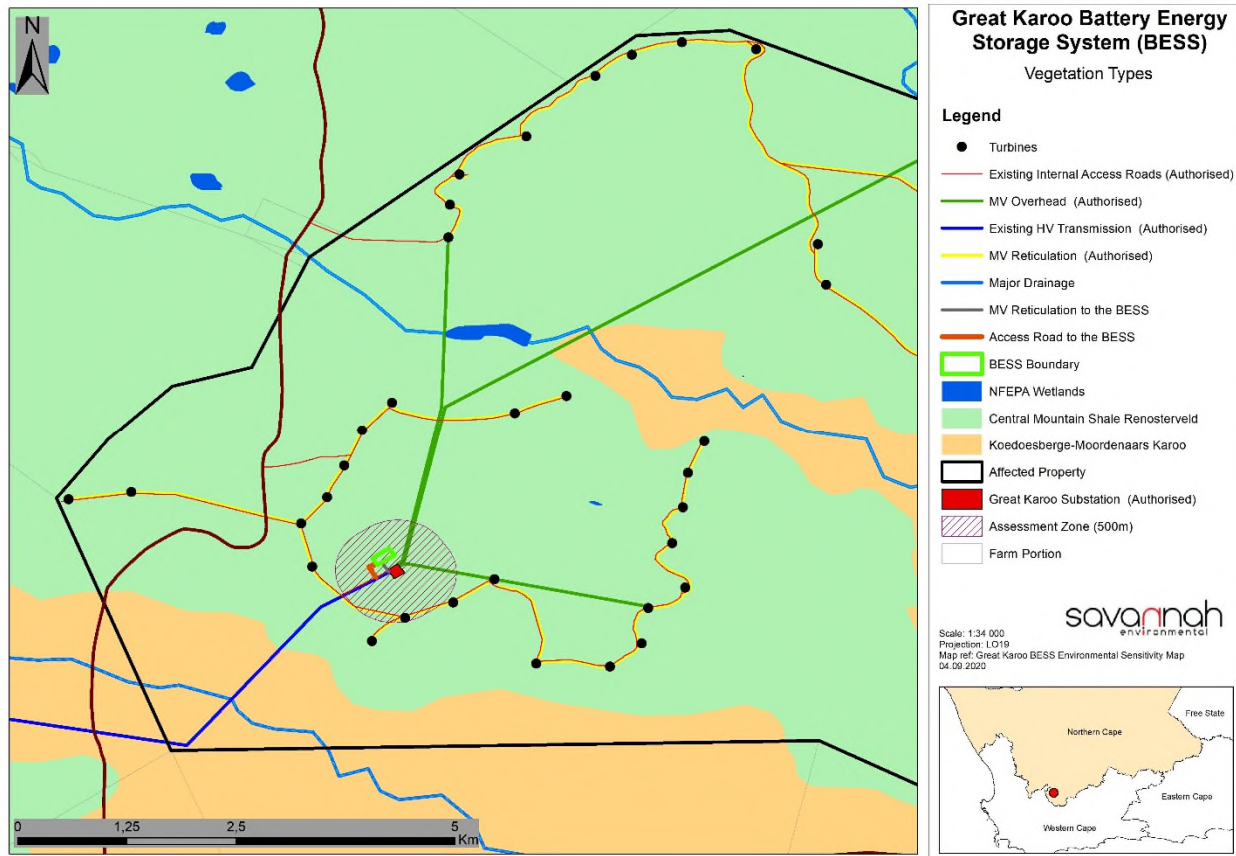 N
0
1,25
2,5
5
Km
Great Karoo Battery Energy
Storage System (BESS)
Vegetation Types
Legend
Turbines
Existing Internal Access Roads (Authorised)
MV Overhead (Authorised)
Existing HV Transmission (Authorised)
MV Reticulation (Authorised)
Major Drainage
MV Reticulation to the BESS
Access Road to the BESS
BESS Boundary
NFEPA Wetlands
Central Mountain Shale Renosterveld
Koedoesberge-Moordenaars Karoo
Affected Property
Great Karoo Substation (Authorised)
Assessment Zone (500m)
Farm Portion
savannah
environmental
Scale: 1:34 000
Projection: LO19
Map ref: Great Karoo BESS Environmental Sensitivity Map
04.09.2020
Free State
Northern Cape
Eastern Cape
Western Cape